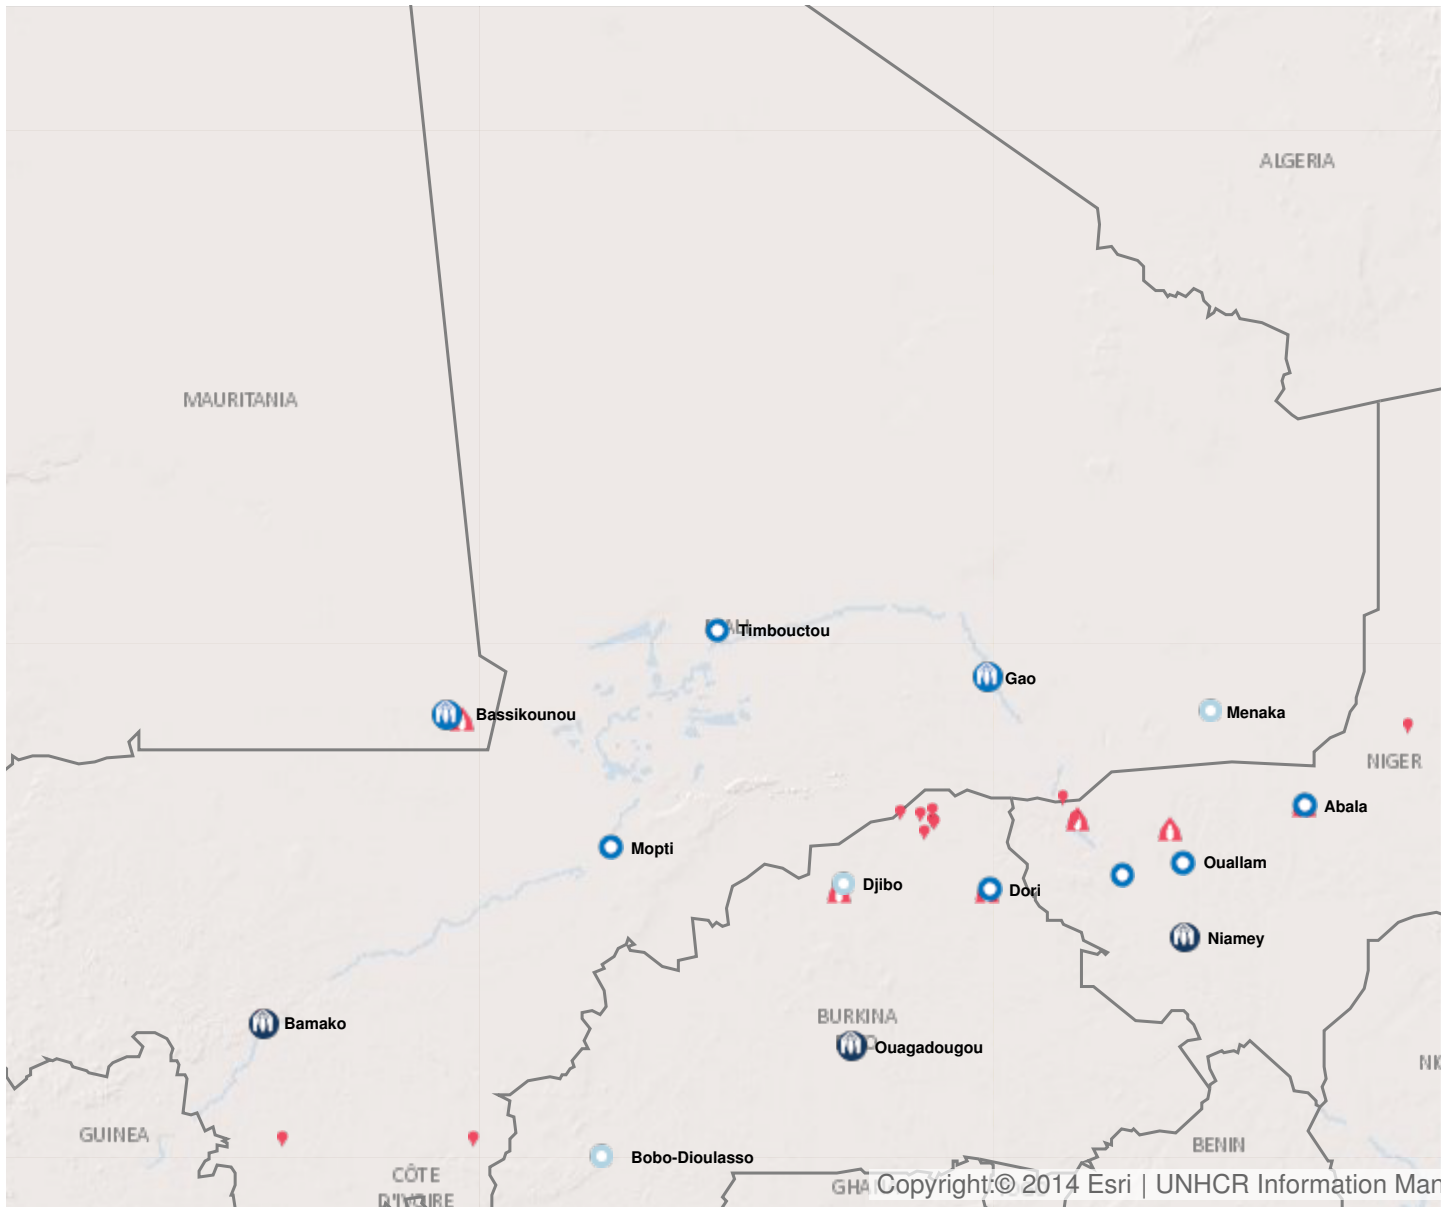 ALGERIA
MAURITANIA
Timbouctou
Gao
Bassikounou
Menaka
NIGER
Abala
Mopti
Ouallam
Djibo
Dori
Niamey
BURKINA
Bamako
Ouagadougou
GUINEA
BENIN
Bobo-Dioulasso
CÔTE
D'IVOIRE
Copyright:© 2014 Esri | UNHCR Information Man